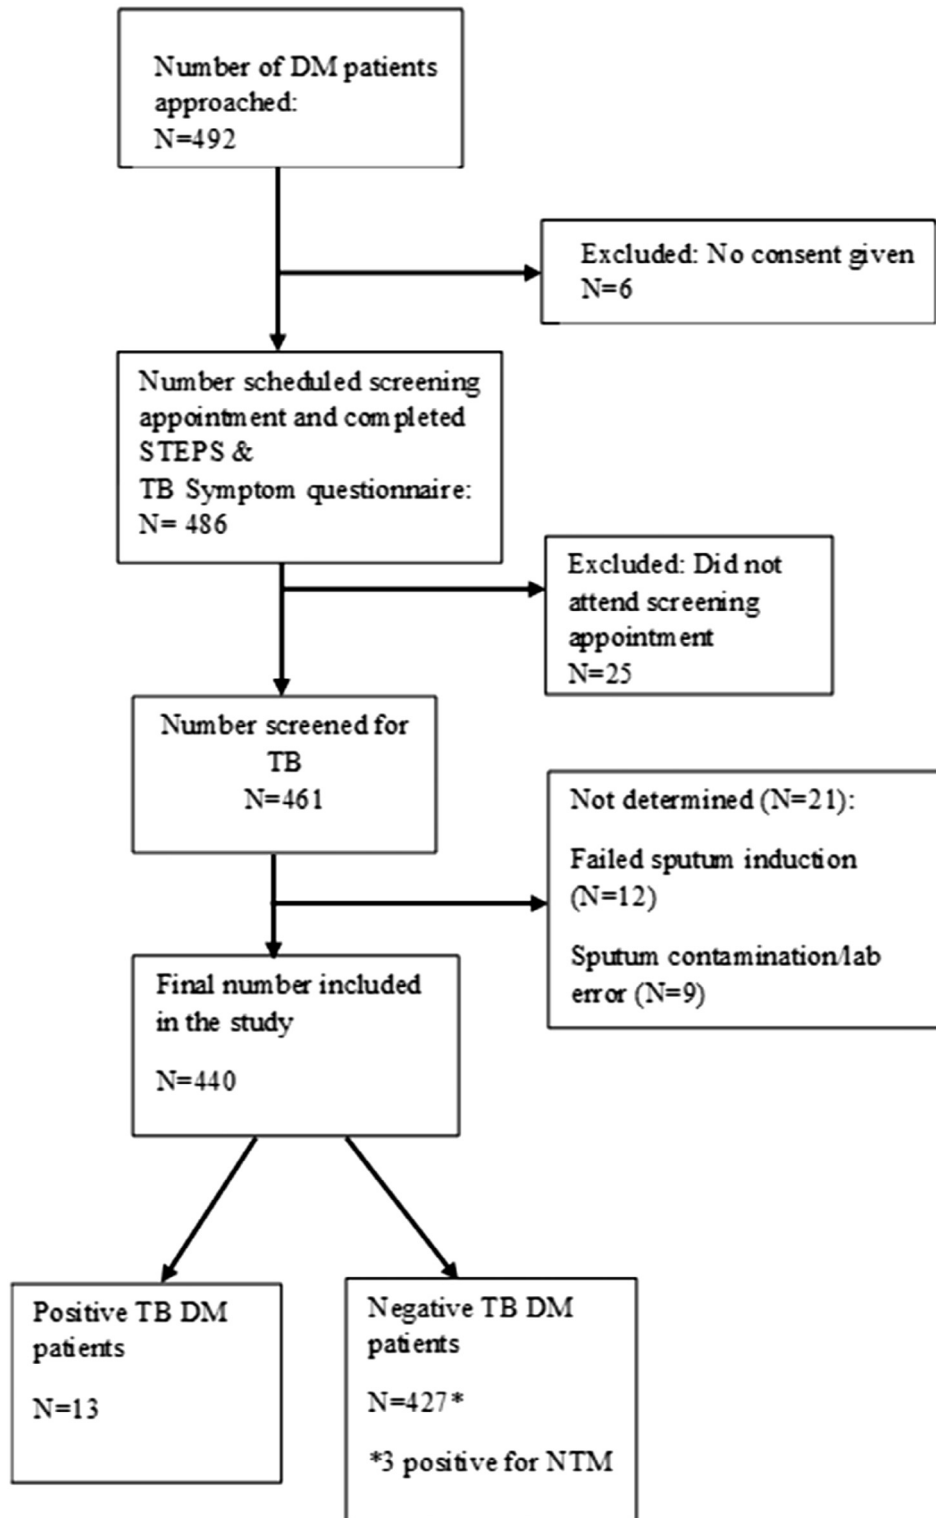 Number of DM patients
approached:
N=492
Excluded: No consent given
N=6
Number scheduled screening
appointment and completed
STEPS &
TB Symptom questionnaire:
N= 486
Excluded: Did not
attend screening
appointment
N=25
Number screened for
TB
N=461
Not determined (N=21):
Failed sputum induction
(N=12)
Sputum contamination/lab
error (N=9)
Final number included
in the study
N=440
Positive TB DM
patients
N=13
Negative TB DM
patients
N=427*
*3 positive for NTM